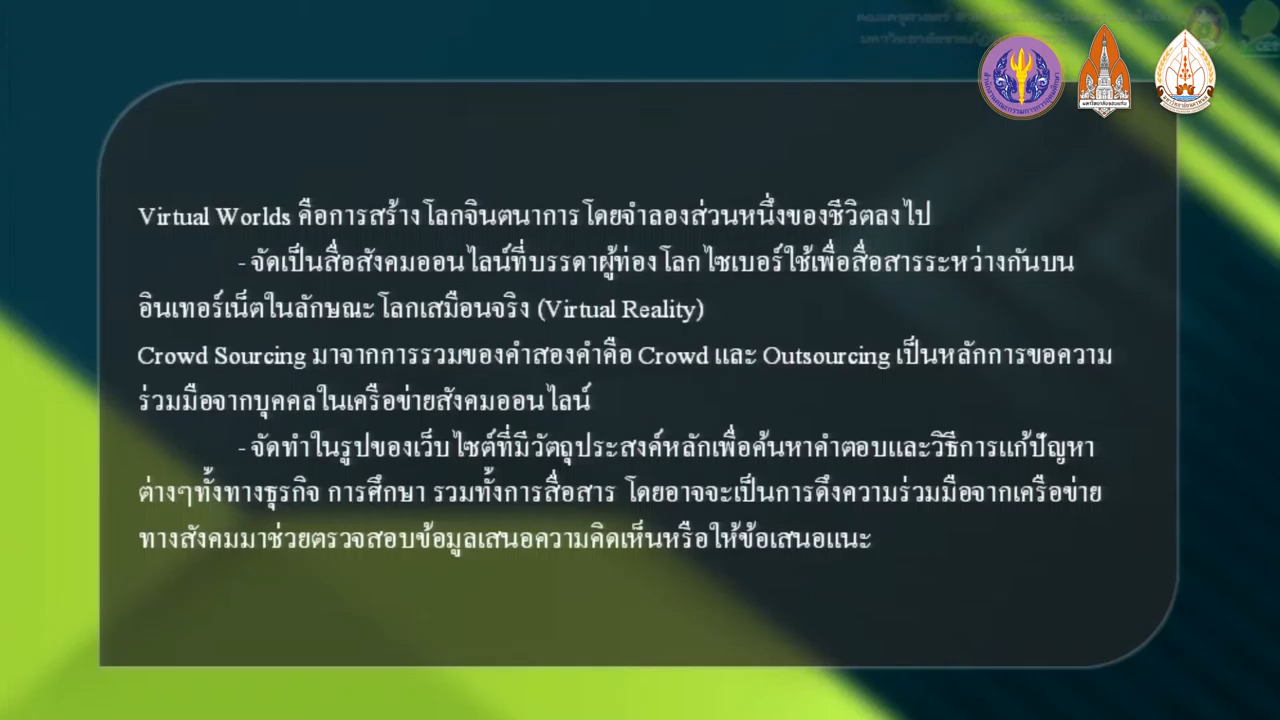 Virtual Worlds คือการสร้างโลกจินตนาการโดยจำลองส่วนหนึ่งของชีวิตลงไป
- จัดเป็นสื่อสังคมออนไลน์ที่บรรดาผู้ท่องโลกไซเบอร์ใช้เพื่อสื่อสารระหว่างกันบน
อินเทอร์เน็ตในลักษณะโลกเสมือนจริง (Virtual Reality)
Crowd Sourcing มาจากการรวมของคำสองคำคือ Crowd และ Outsourcing เป็นหลักการขอความ
ร่วมมือจากบุคคลในเครือข่ายสังคมออนไลน์
- จัดทำในรูปของเว็บไซต์ที่มีวัตถุประสงค์หลักเพื่อค้นหาคำตอบและวิธีการแก้ปัญหา
ต่างๆทั้งทางธุรกิจ การศึกษา รวมทั้งการสื่อสาร โดยอาจจะเป็นการดึงความร่วมมือจากเครือข่าย
ทางสังคมมาช่วยตรวจสอบข้อมูลเสนอความคิดเห็นหรือให้ข้อเสนอแนะ